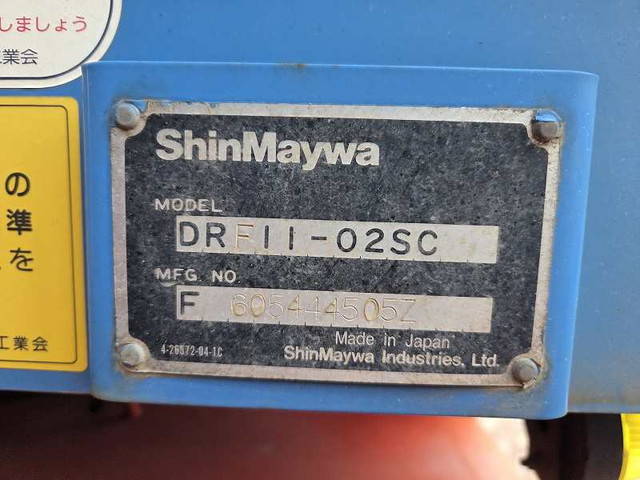 しましょう
工業会
の
準
を
工業会
ShinMaywa
MODEL
DRF11-02SC
MFG. NO.
F 605444505Z
4-26572-04-1C
Made in Japan
ShinMaywa Industries, Ltd.